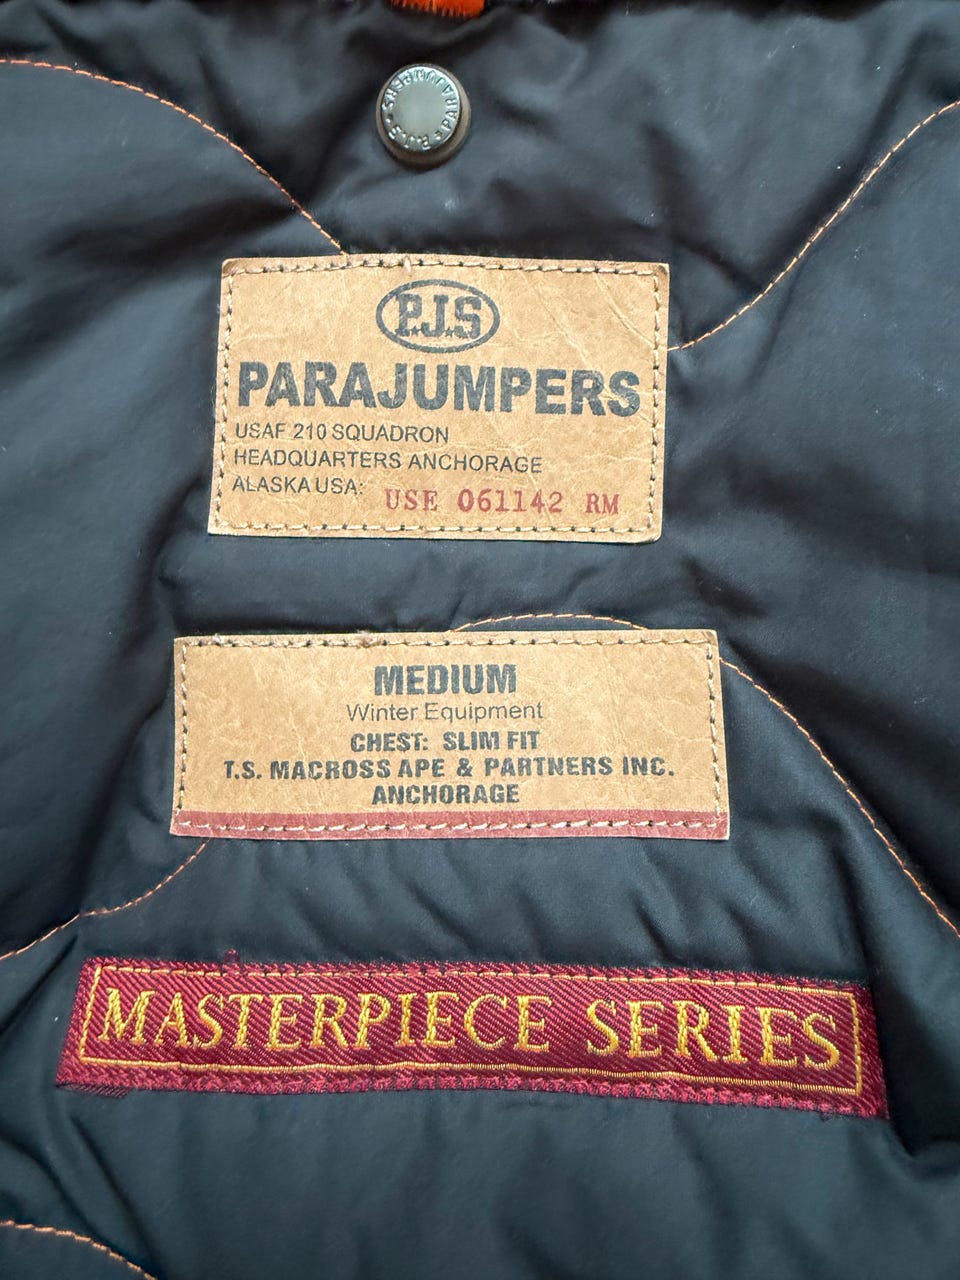 PARAJUMPERS • P.J.S •
P.J.S
PARAJUMPERS
USAF 210 SQUADRON
HEADQUARTERS ANCHORAGE
ALASKA USA: USE 061142 RM
MEDIUM
Winter Equipment
CHEST: SLIM FIT
T.S. MACROSS APE & PARTNERS INC.
ANCHORAGE
MASTERPIECE SERIES